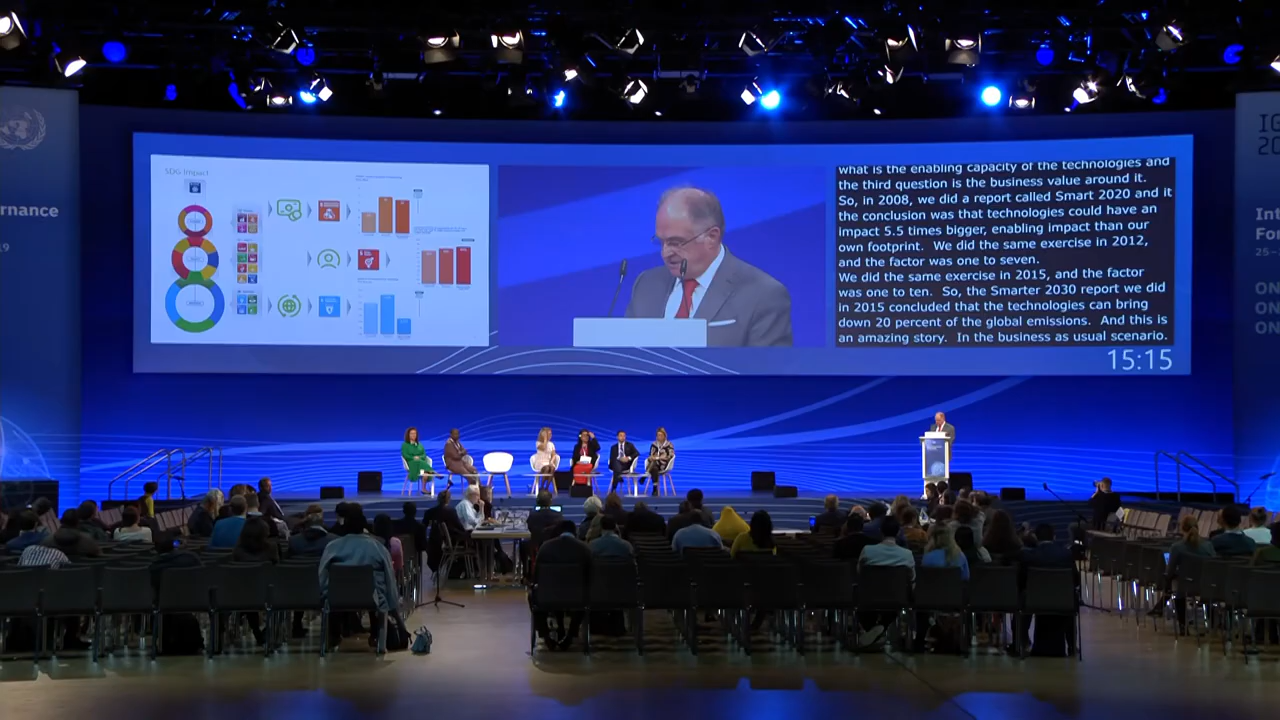 rnance
19
SDG Impact
what is the enabling capacity of the technologies and
the third question is the business value around it.
So, in 2008, we did a report called Smart 2020 and it
the conclusion was that technologies could have an
impact 5.5 times bigger, enabling impact than our
own footprint.  We did the same exercise in 2012,
and the factor was one to seven.
We did the same exercise in 2015, and the factor
was one to ten.  So, the Smarter 2030 report we did
in 2015 concluded that the technologies can bring
down 20 percent of the global emissions.  And this is
an amazing story.  In the business as usual scenario.
15:15
IG
20
Int
For
25–
ON
ON
ON